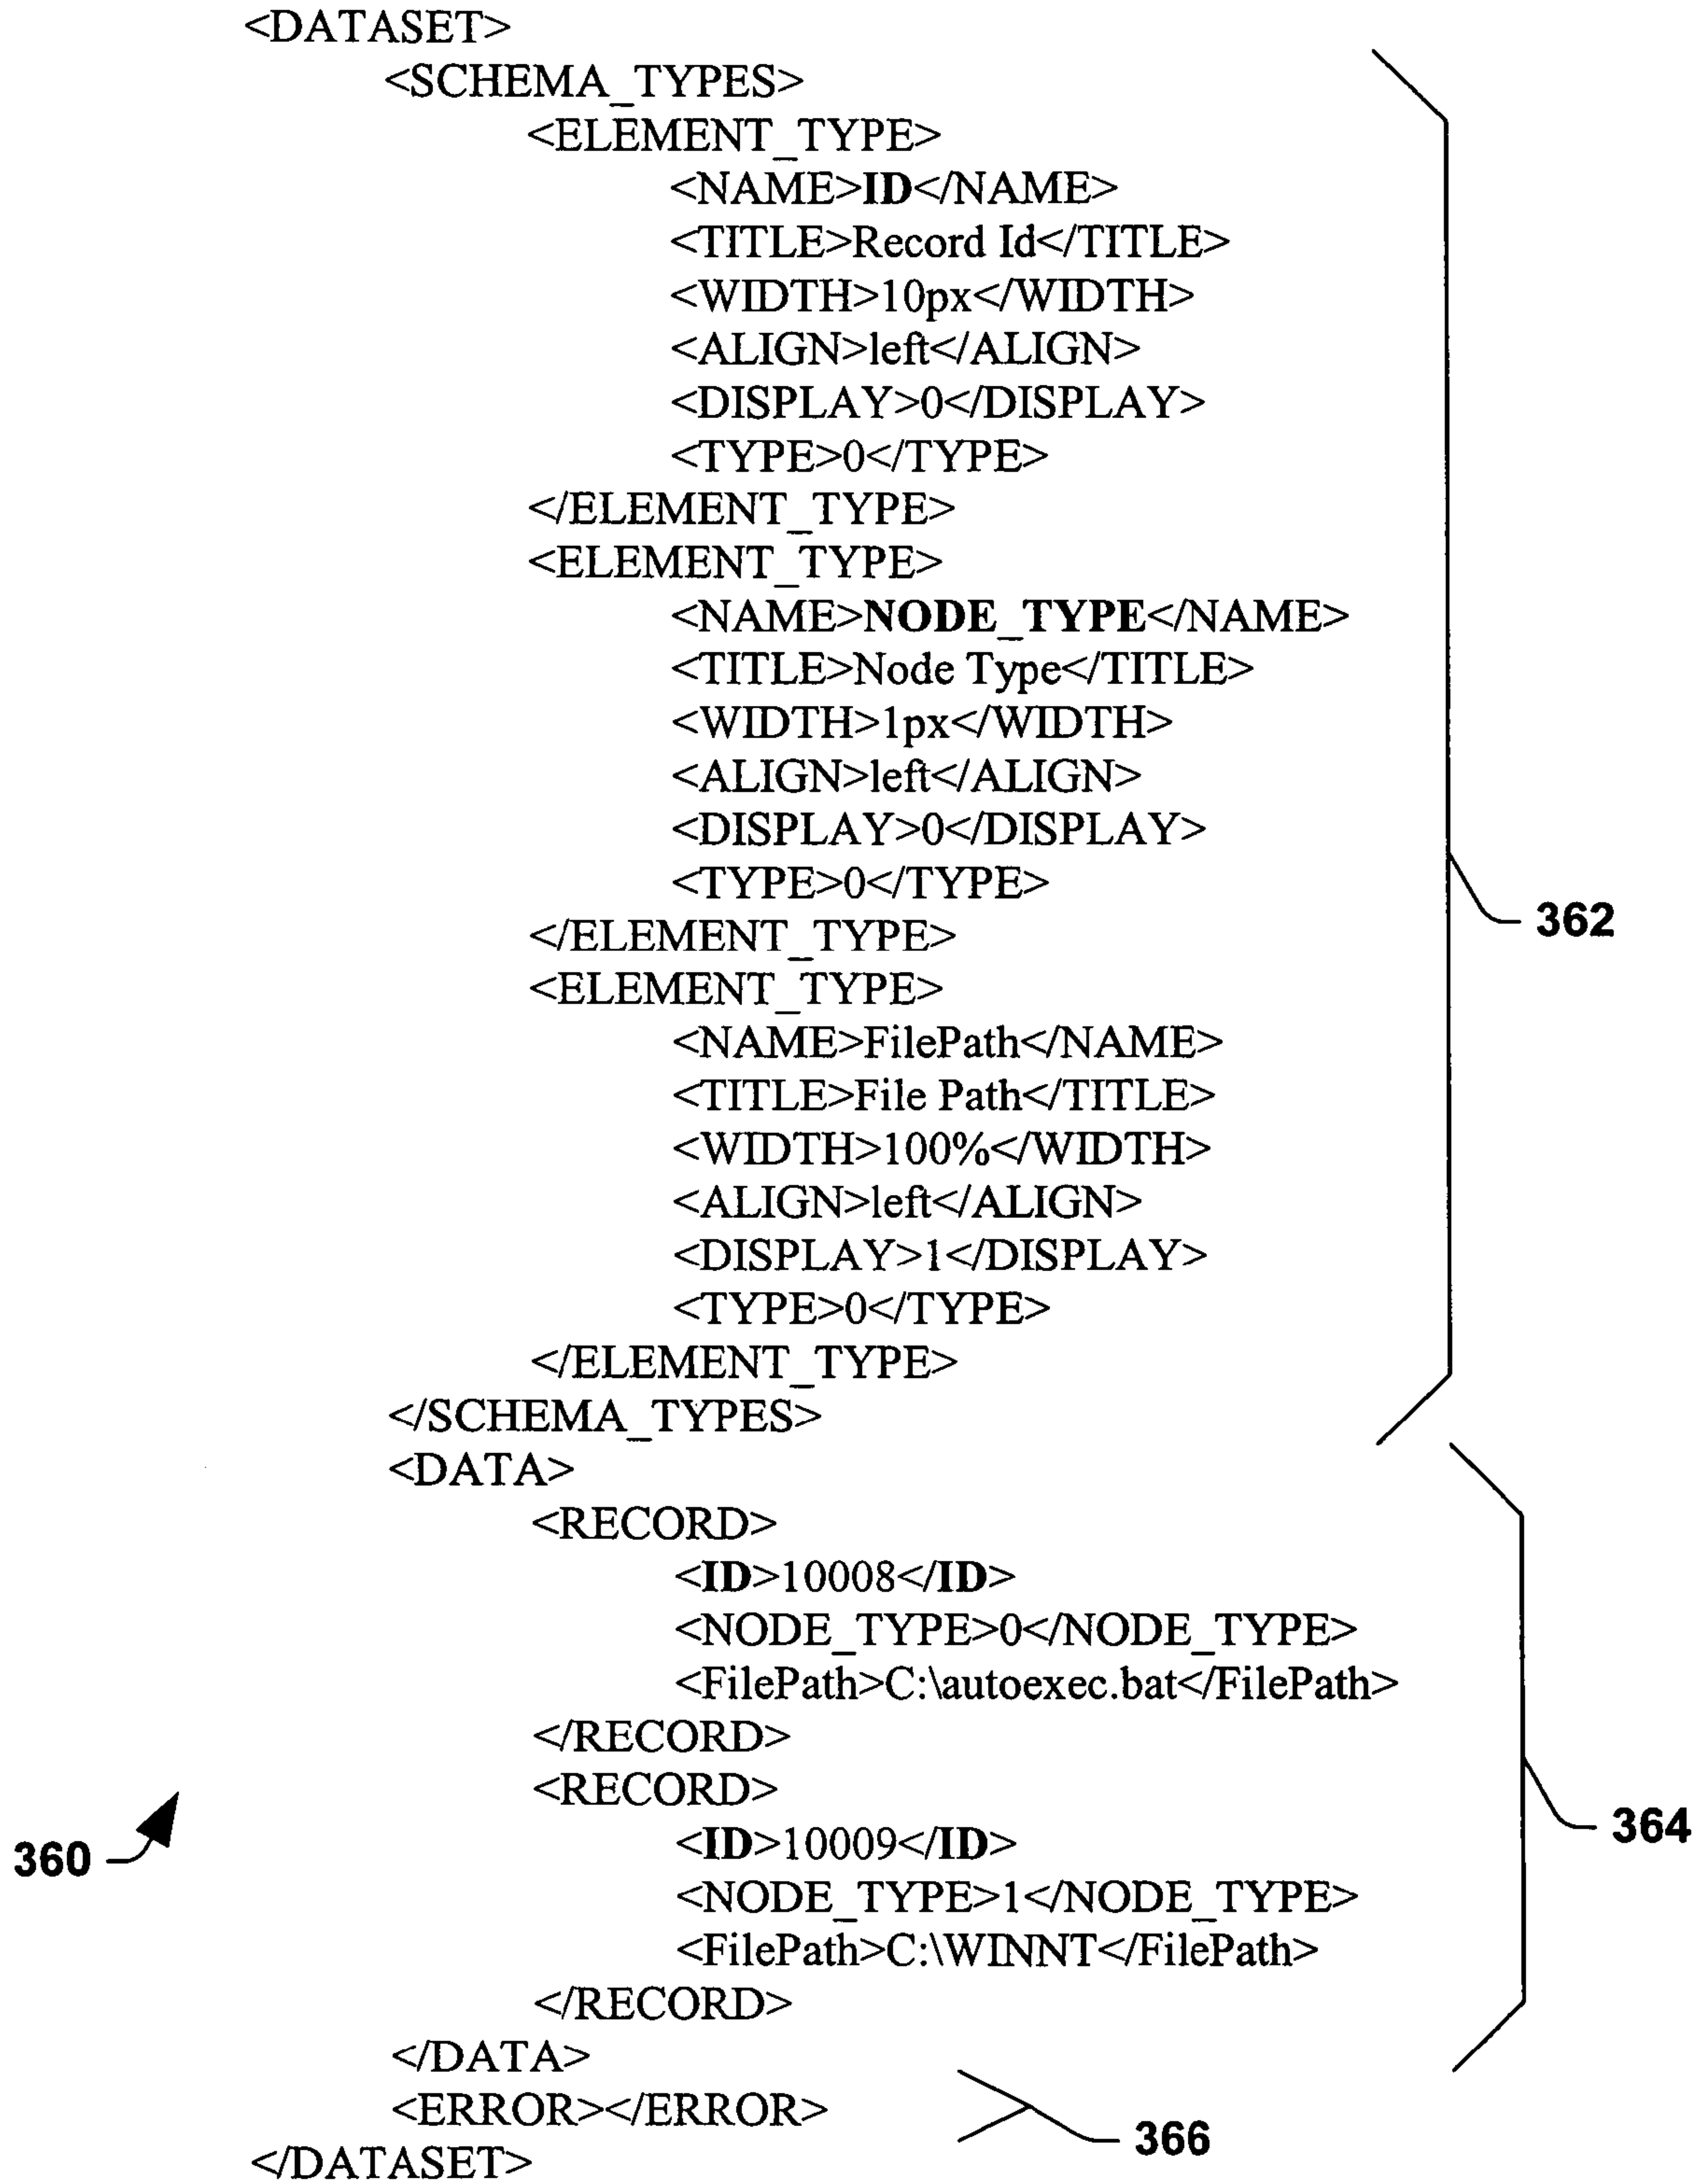 <DATASET>
<SCHEMA_TYPES>
<ELEMENT_TYPE>
<NAME>ID</NAME>
<TITLE>Record Id</TITLE>
<WIDTH>10px</WIDTH>
<ALIGN>left</ALIGN>
<DISPLAY>0</DISPLAY>
<TYPE>0</TYPE>
</ELEMENT_TYPE>
<ELEMENT_TYPE>
<NAME>NODE_TYPE</NAME>
<TITLE>Node Type</TITLE>
<WIDTH>1px</WIDTH>
<ALIGN>left</ALIGN>
<DISPLAY>0</DISPLAY>
<TYPE>0</TYPE>
362
</ELEMENT_TYPE>
<ELEMENT_TYPE>
<NAME>FilePath</NAME>
<TITLE>File Path</TITLE>
<WIDTH>100%</WIDTH>
<ALIGN>left</ALIGN>
<DISPLAY>1</DISPLAY>
<TYPE>0</TYPE>
</ELEMENT_TYPE>
</SCHEMA_TYPES>
<DATA>
<RECORD>
<ID>10008</ID>
<NODE_TYPE>0</NODE_TYPE>
<FilePath>C:\autoexec.bat</FilePath>
</RECORD>
<RECORD>
364
<ID>10009</ID>
360
<NODE_TYPE>1</NODE_TYPE>
<FilePath>C:\WINNT</FilePath>
</RECORD>
</DATA>
<ERROR></ERROR>
366
</DATASET>